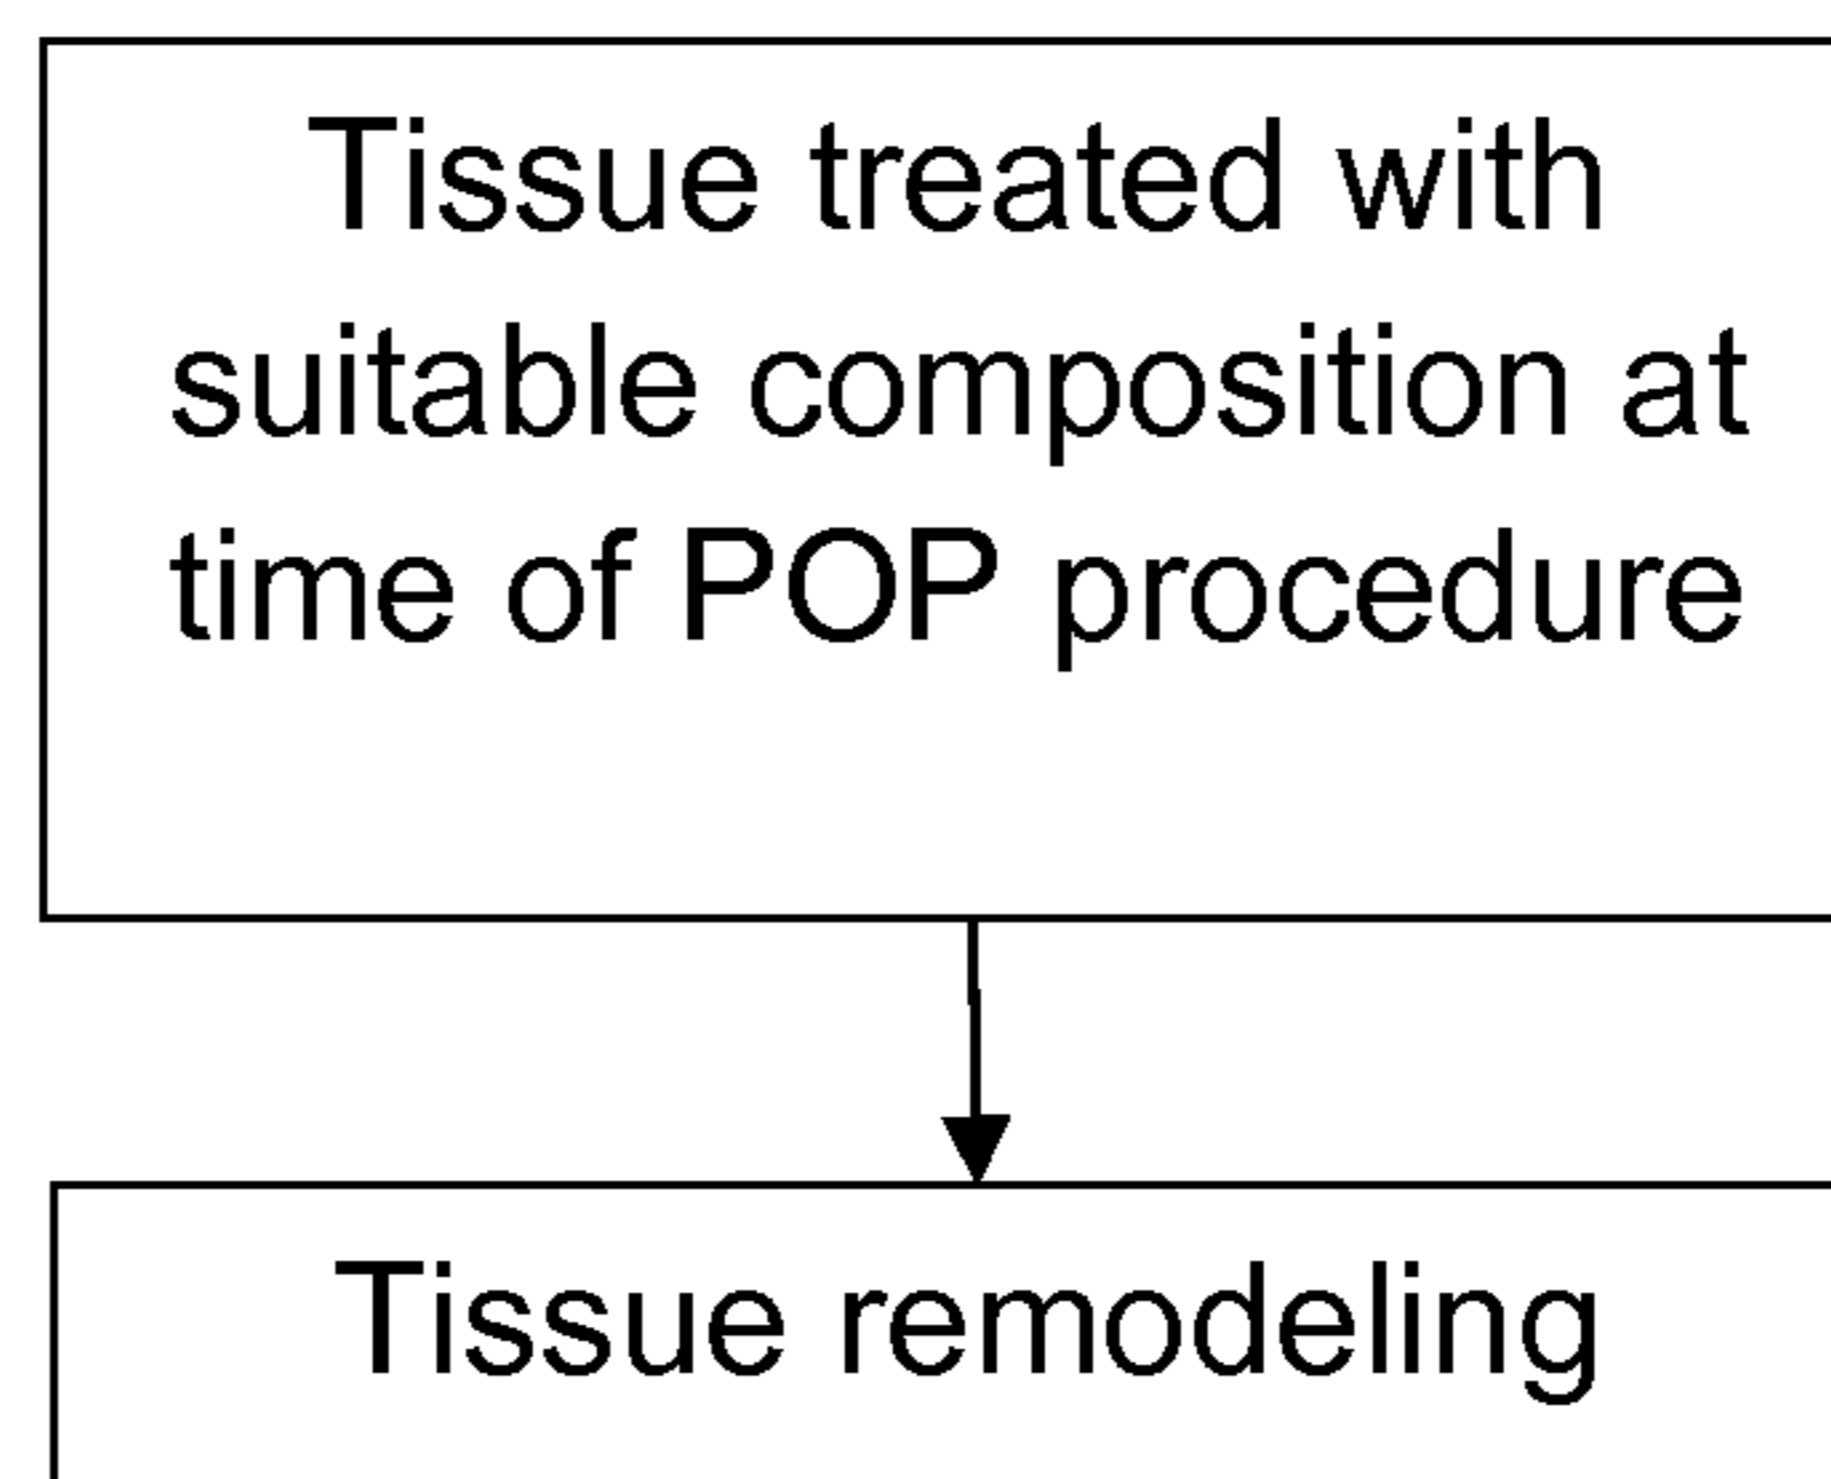 Tissue treated with
suitable composition at
time of POP procedure
Tissue remodeling